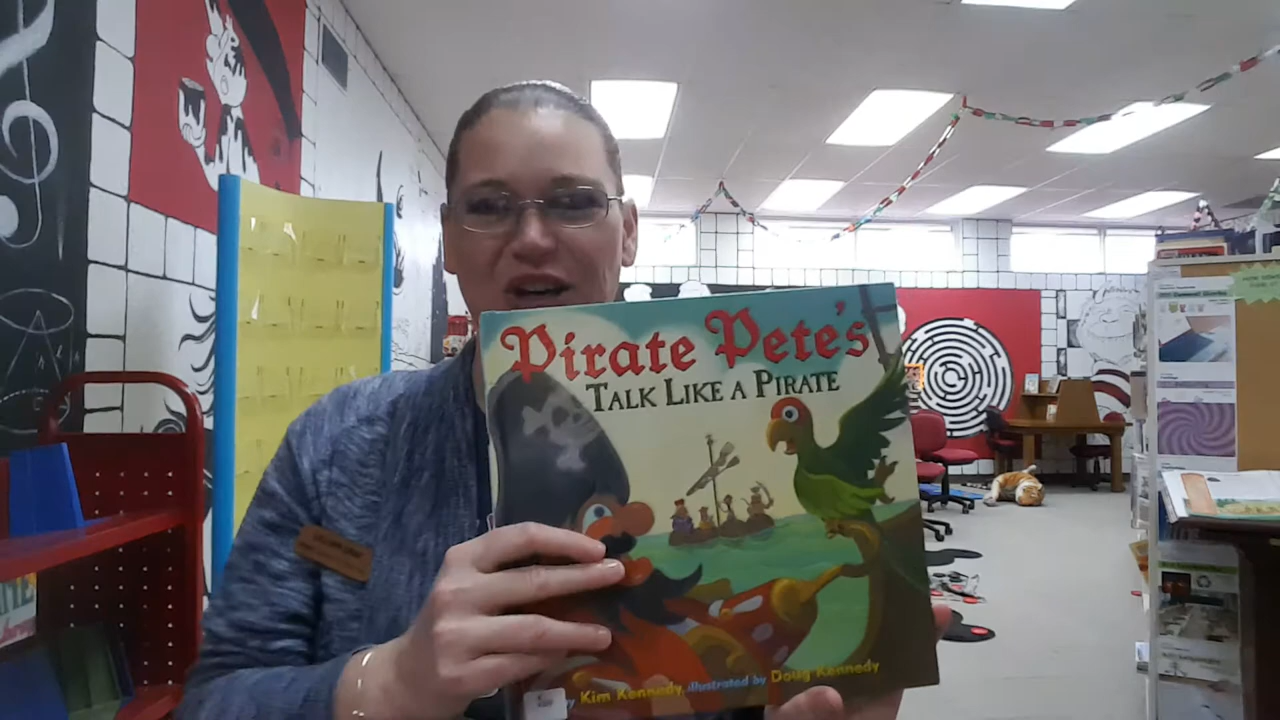 Pirate Pete's
TALK LIKE A PIRATE
Kim Kennedy, illustrated by Doug Kennedy